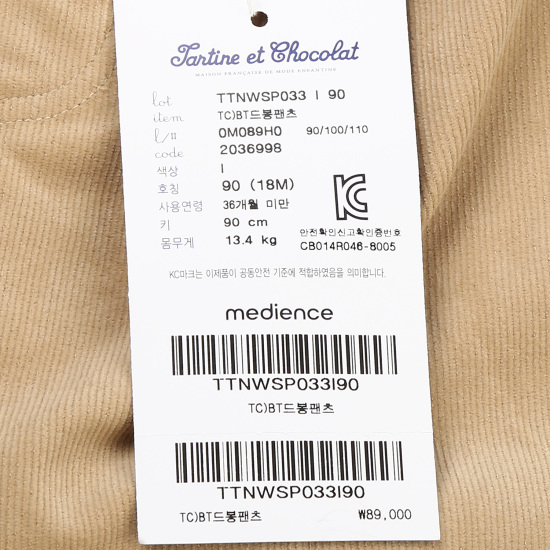 Tartine et Chocolat
MAISON FRANÇAISE DE MODE ENFANTINE
lot TTNWSP033 I 90
item TC)BT드봉팬츠
l/# 0M089H0 90/100/110
code 2036998
색상 I
호칭 90 (18M)
사용연령 36개월 미만
키 90 cm
몸무게 13.4 kg
안전확인신고확인증번호
CB014R046-8005
KC마크는 이제품이 공통안전 기준에 적합하였음을 의미합니다.
medience
TTNWSP033I90
TC)BT드봉팬츠
TTNWSP033I90
TC)BT드봉팬츠 ₩89,000